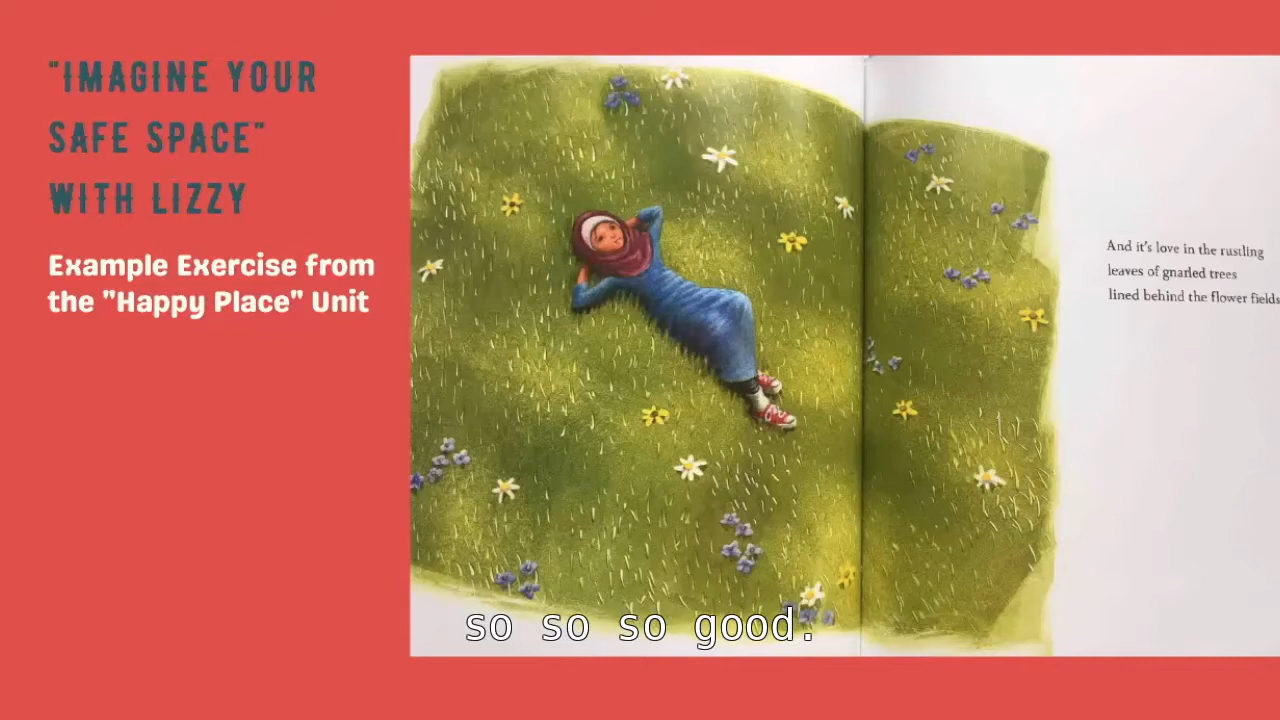 "IMAGINE YOUR
SAFE SPACE"
WITH LIZZY
Example Exercise from
the "Happy Place" Unit
And it's love in the rustling
leaves of gnarled trees
lined behind the flower fields
so so so good.